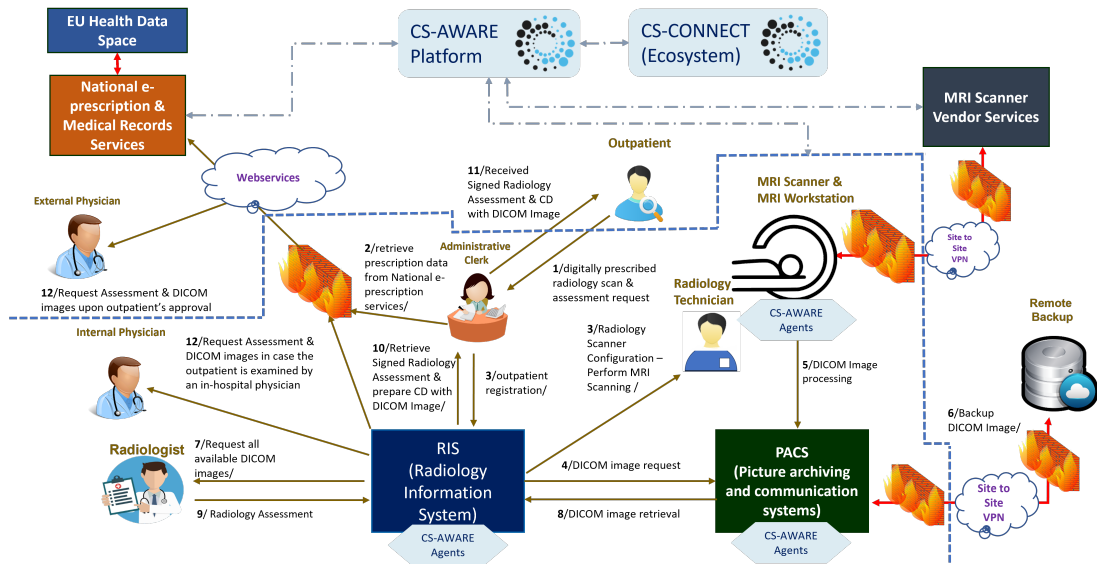 EU Health Data
Space
National e-
prescription &
Medical Records
Services
CS-AWARE
Platform
CS-CONNECT
(Ecosystem)
MRI Scanner
Vendor Services
Webservices
External Physician
12/Request Assessment & DICOM
images upon outpatient's approval
11/Received
Signed Radiology
Assessment & CD
with DICOM Image
Outpatient
MRI Scanner &
MRI Workstation
Site to
Site
VPN
2/retrieve
prescription data
from National e-
prescription
services/
Administrative
Clerk
1/digitally prescribed
radiology scan &
assessment request
Radiology
Technician
CS-AWARE
Agents
Remote
Backup
Internal Physician
12/Request Assessment &
DICOM images in case the
outpatient is examined by
an in-hospital physician
10/Retrieve
Signed Radiology
Assessment &
prepare CD with
DICOM Image/
3/outpatient
registration/
3/Radiology
Scanner
Configuration –
Perform MRI
Scanning /
5/DICOM Image
processing
6/Backup
DICOM Image/
Radiologist
7/Request all
available DICOM
images/
9/ Radiology Assessment
RIS
(Radiology
Information
System)
CS-AWARE
Agents
4/DICOM image request
8/DICOM image retrieval
PACS
(Picture archiving
and communication
systems)
CS-AWARE
Agents
Site to
Site
VPN